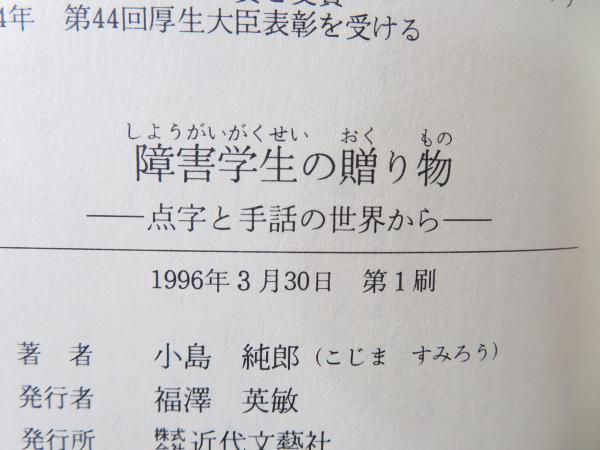 4年 第44回厚生大臣表彰を受ける
しようがいがくせい おく もの
障害学生の贈り物
――点字と手話の世界から――
1996年3月30日 第1刷
著者 小島 純郎（こじま すみろう）
発行者 福澤 英敏
発行所 株式会社 近代文藝社